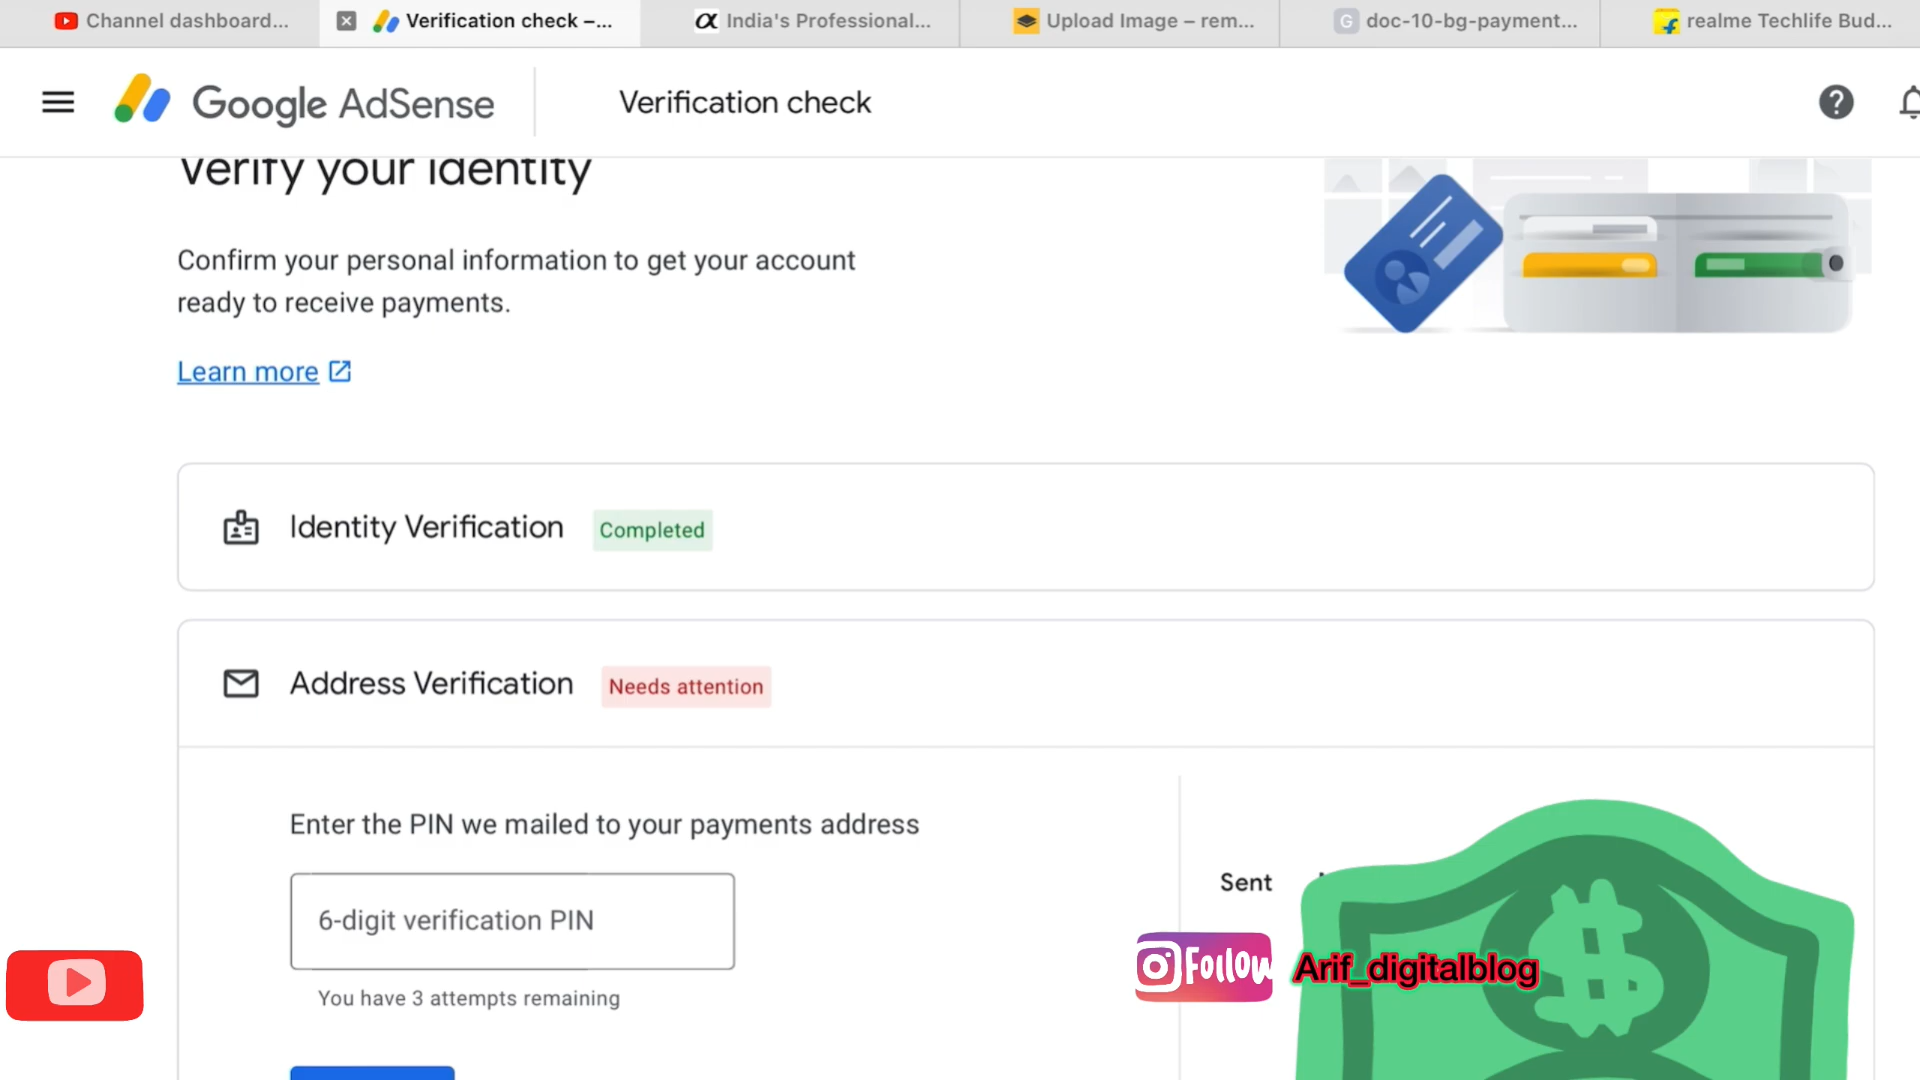 Channel dashboard...
Verification check –...
India's Professional...
Upload Image – rem...
doc-10-bg-payment...
realme Techlife Bud...
Google AdSense
Verification check
Verify your identity
Confirm your personal information to get your account
ready to receive payments.
Learn more
Identity Verification
Completed
Address Verification
Needs attention
Enter the PIN we mailed to your payments address
6-digit verification PIN
You have 3 attempts remaining
Sent
Follow
Arif_digitalblog